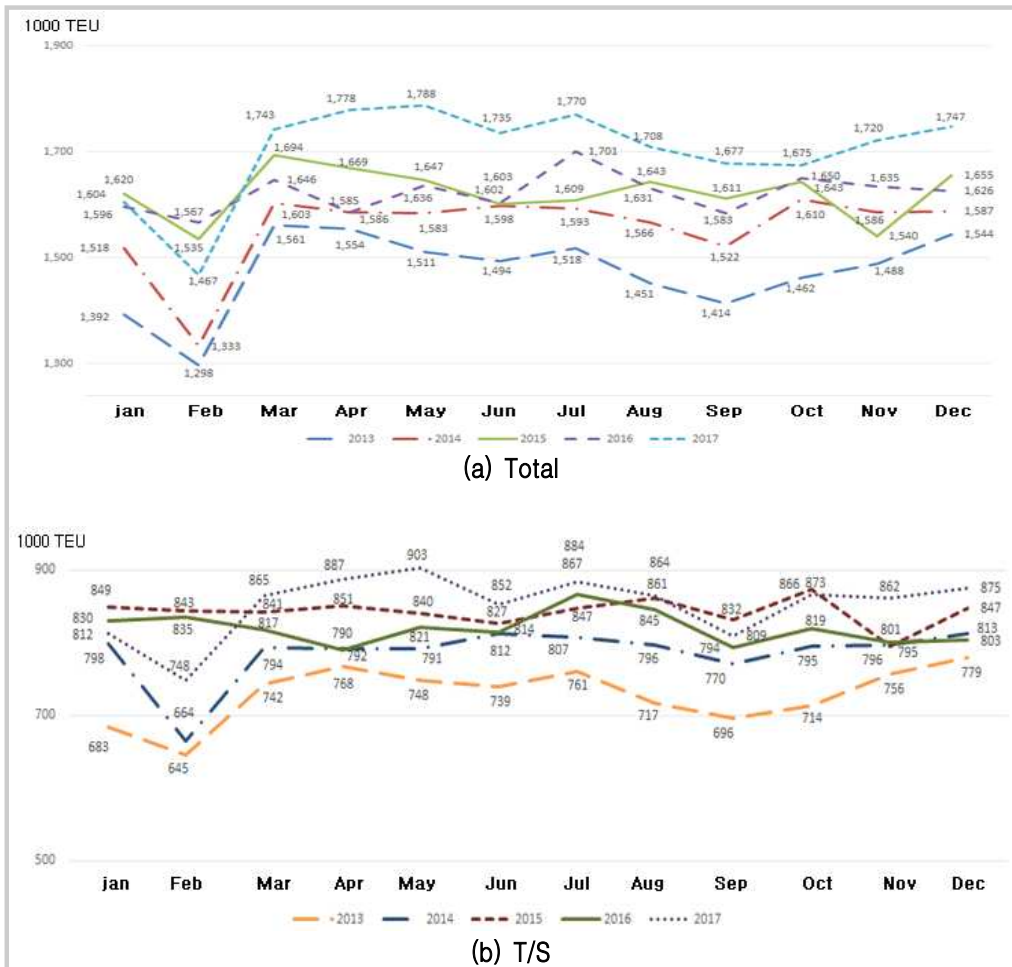 1000 TEU
1,900
1,778 1,788 1,770
1,743 1,735 1,747
1,708 1,720
1,700 1,694 1,677 1,675
1,669 1,647 1,701 1,643 1,650 1,655
1,620 1,646 1,603 1,609 1,611 1,635
1,604 1,602 1,643 1,626
1,596 1,567 1,585 1,636 1,631
1,603 1,586 1,583 1,598 1,593 1,583 1,610 1,586 1,587
1,518 1,535 1,561 1,554 1,566 1,540 1,544
1,500 1,511 1,494 1,518 1,522
1,467 1,451 1,462 1,488
1,392 1,414
1,333
1,300 1,298
jan Feb Mar Apr May Jun Jul Aug Sep Oct Nov Dec
2013 2014 2015 2016 2017
(a) Total
1000 TEU
900 887 903 884 864
849 843 865 851 840 852 867 861 832 866 873 862 875
830 835 841 827 847 845 847
812 817 790 821 814 809 819 801 813
798 794 792 791 812 807 796 794 795 796 795 803
748 742 768 748 739 761 770 756 779
700 664 717 696 714
683 645
500
jan Feb Mar Apr May Jun Jul Aug Sep Oct Nov Dec
2013 2014 2015 2016 2017
(b) T/S